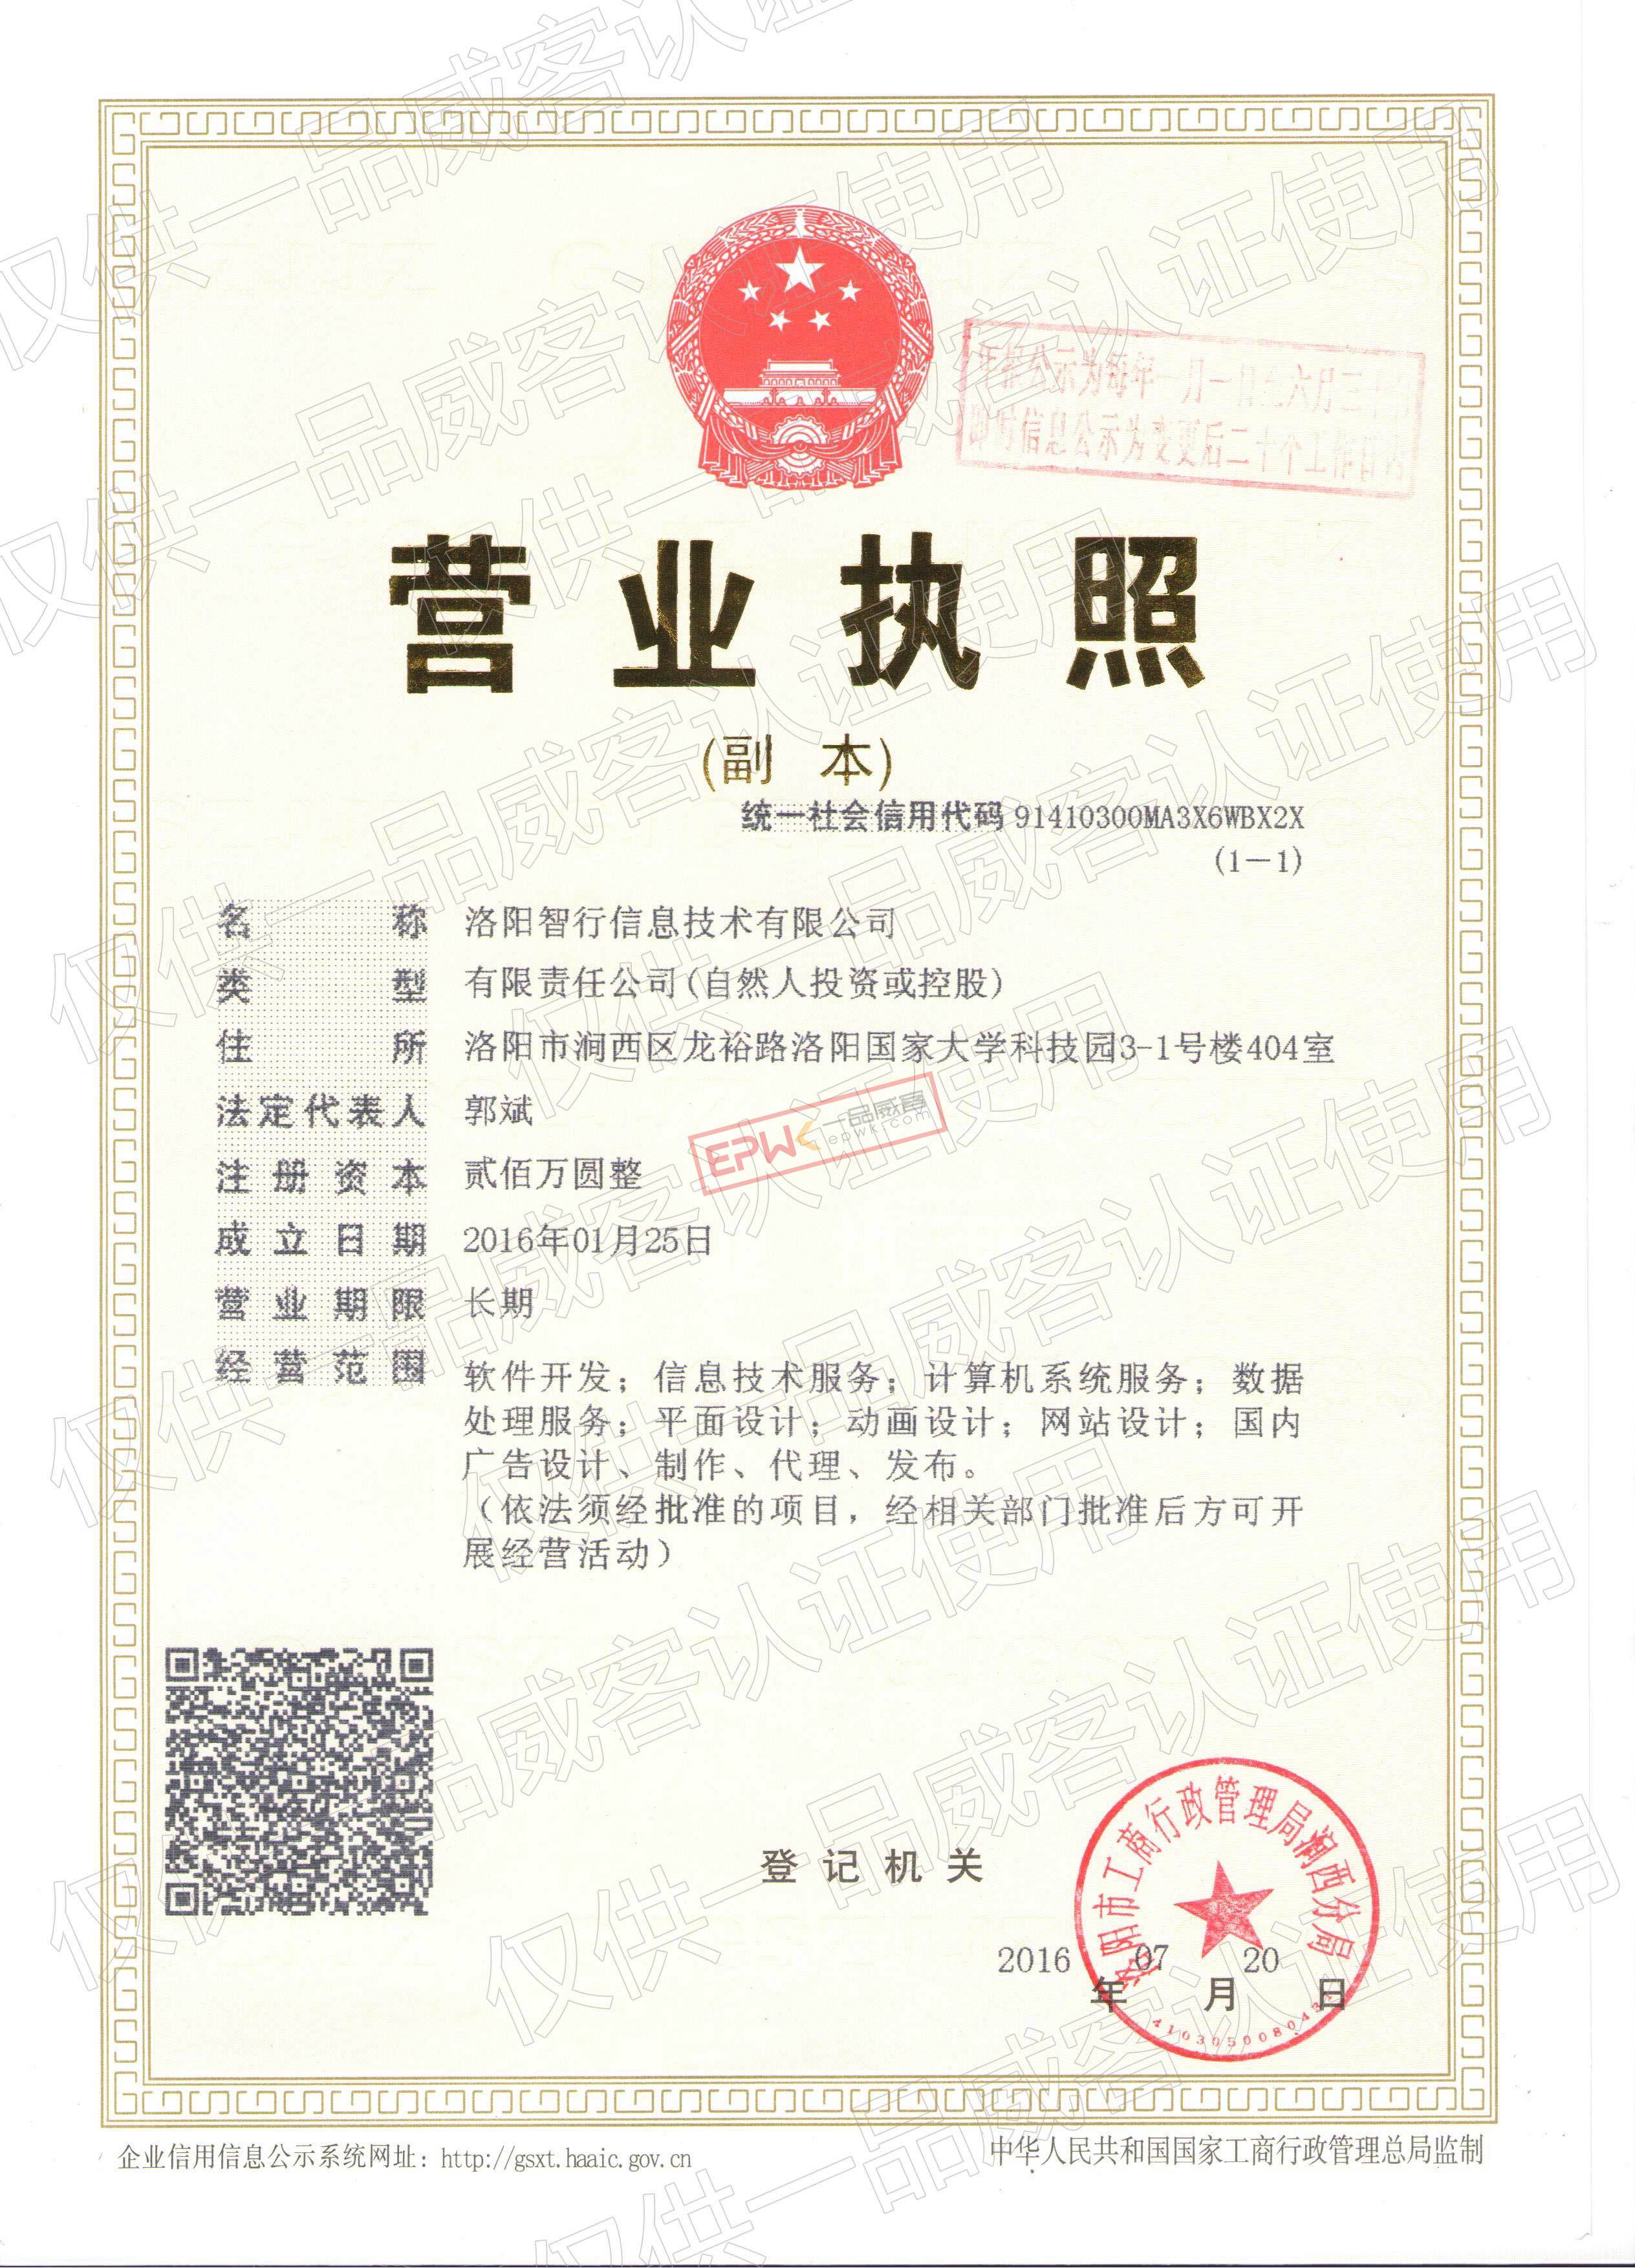 年报公示为每年一月一日至六月三十
即时信息公示为变更后二十个工作日内
营业执照
(副 本)
统一社会信用代码 91410300MA3X6WBX2X
(1—1)
名称 洛阳智行信息技术有限公司
类型 有限责任公司(自然人投资或控股)
住所 洛阳市涧西区龙裕路洛阳国家大学科技园3-1号楼404室
法定代表人 郭斌
注册资本 贰佰万圆整
成立日期 2016年01月25日
营业期限 长期
经营范围 软件开发；信息技术服务；计算机系统服务；数据
处理服务；平面设计；动画设计；网站设计；国内
广告设计、制作、代理、发布。
（依法须经批准的项目，经相关部门批准后方可开
展经营活动）
EPWK 一品威客
epwk.com
登记机关
洛阳市工商行政管理局涧西分局
2016年07月20日
企业信用信息公示系统网址：http://gsxt.haaic.gov.cn
中华人民共和国国家工商行政管理总局监制
仅供一品威客认证使用